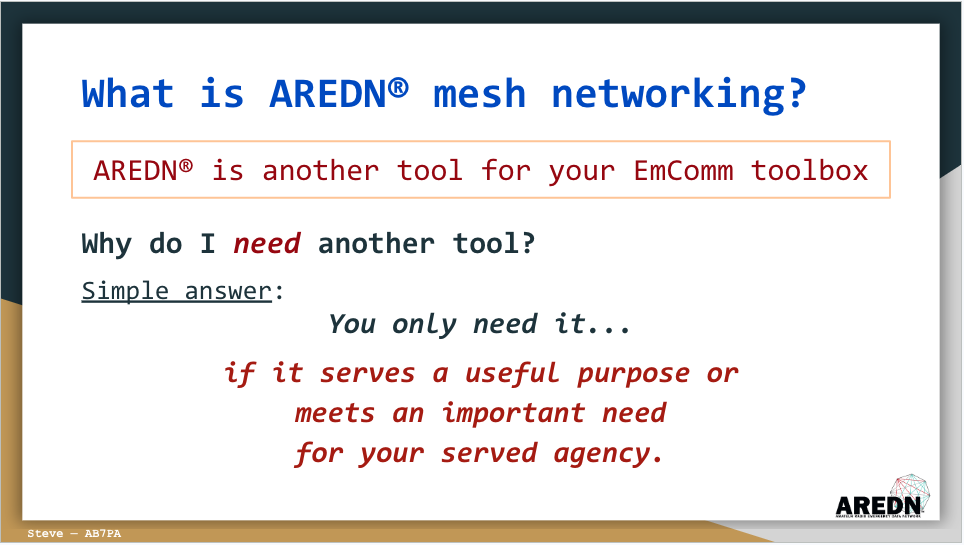 What is AREDN® mesh networking?
AREDN® is another tool for your EmComm toolbox
Why do I need another tool?
Simple answer:
You only need it...
if it serves a useful purpose or
meets an important need
for your served agency.
AREDN
AMATEUR RADIO EMERGENCY DATA NETWORK
Steve — AB7PA